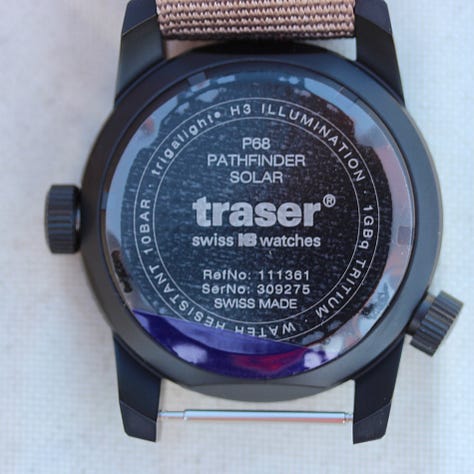 trigalight® H3 ILLUMINATION · 1GBq TRITIUM · WATER RESISTANT 10BAR ·
P68
PATHFINDER
SOLAR
traser®
swiss H3 watches
RefNo: 111361
SerNo: 309275
SWISS MADE